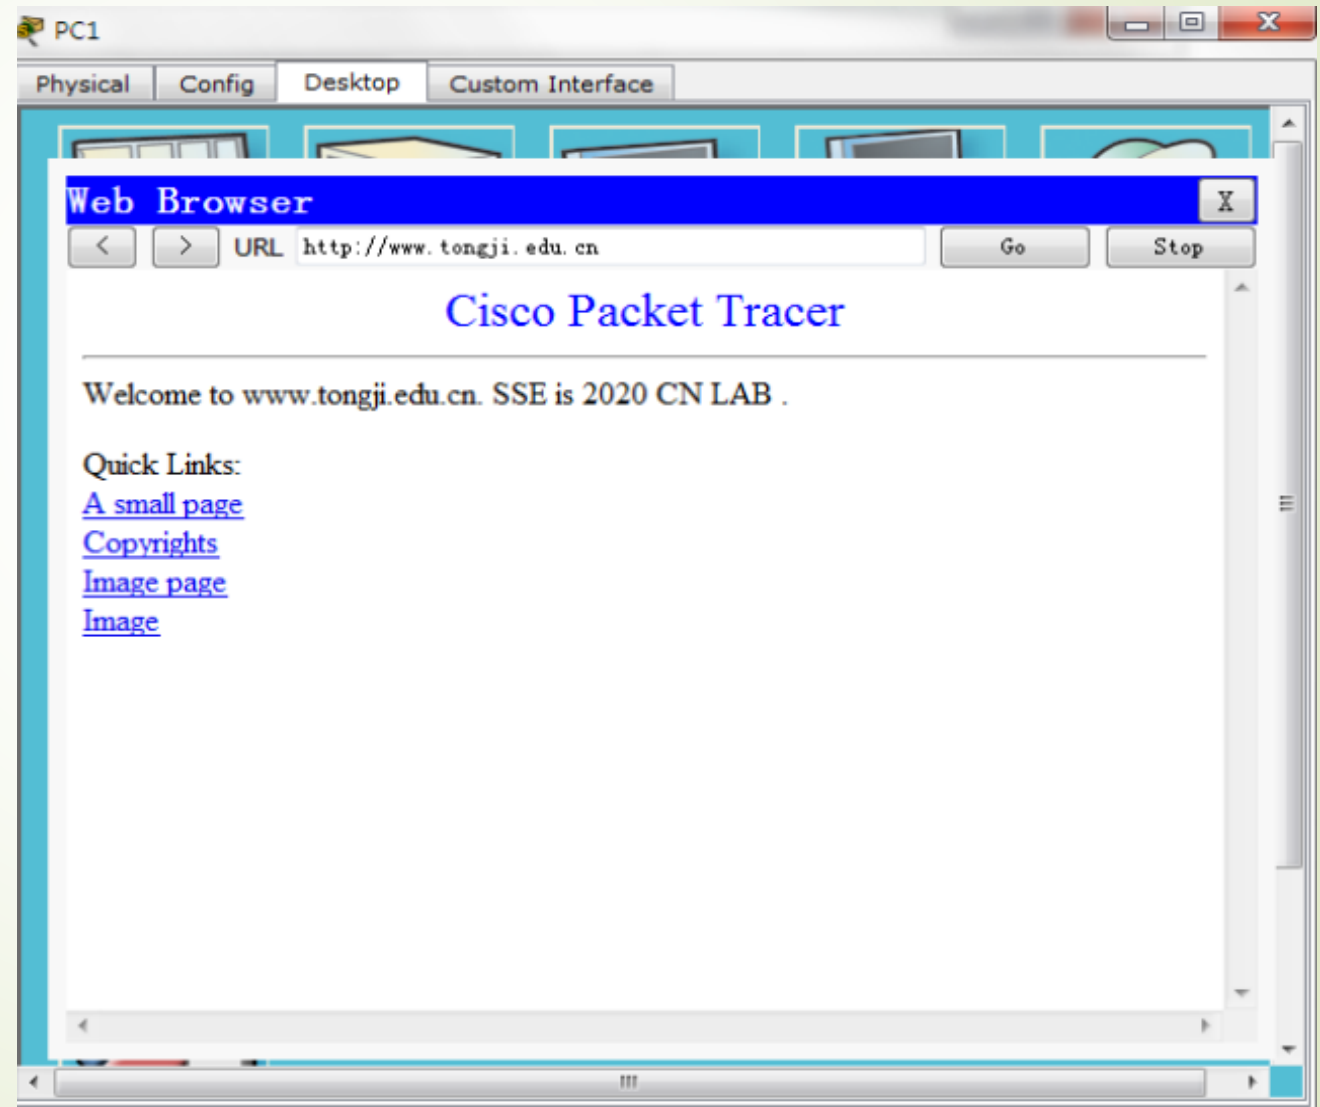 PC1
Physical Config Desktop Custom Interface
Web Browser X
< > URL http://www.tongji.edu.cn Go Stop
Cisco Packet Tracer
Welcome to www.tongji.edu.cn. SSE is 2020 CN LAB .
Quick Links:
A small page
Copyrights
Image page
Image